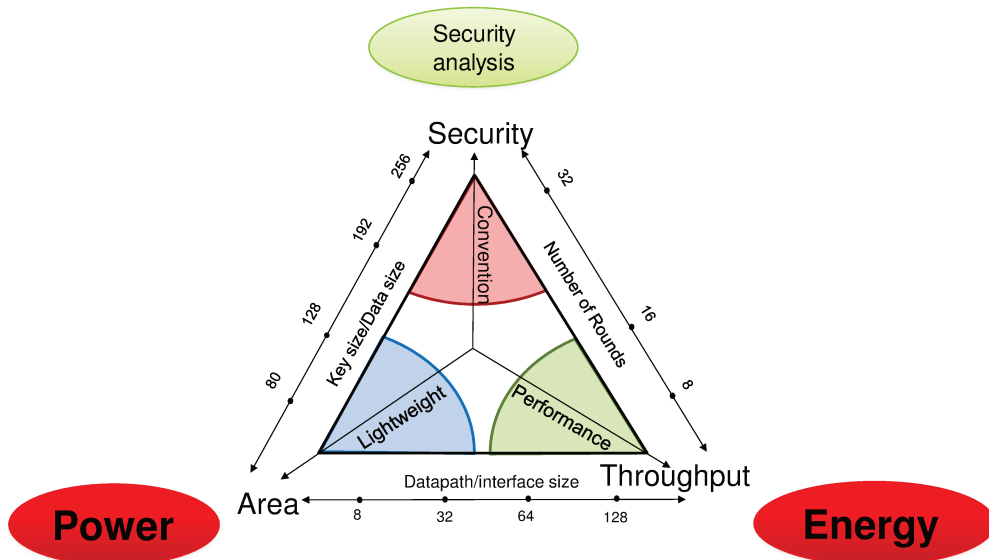 Security
analysis
Security
256
192
128
80
Key size/Data size
32
16
8
Number of Rounds
Convention
Lightweight
Performance
Datapath/interface size
Area
Throughput
8
32
64
128
Power
Energy